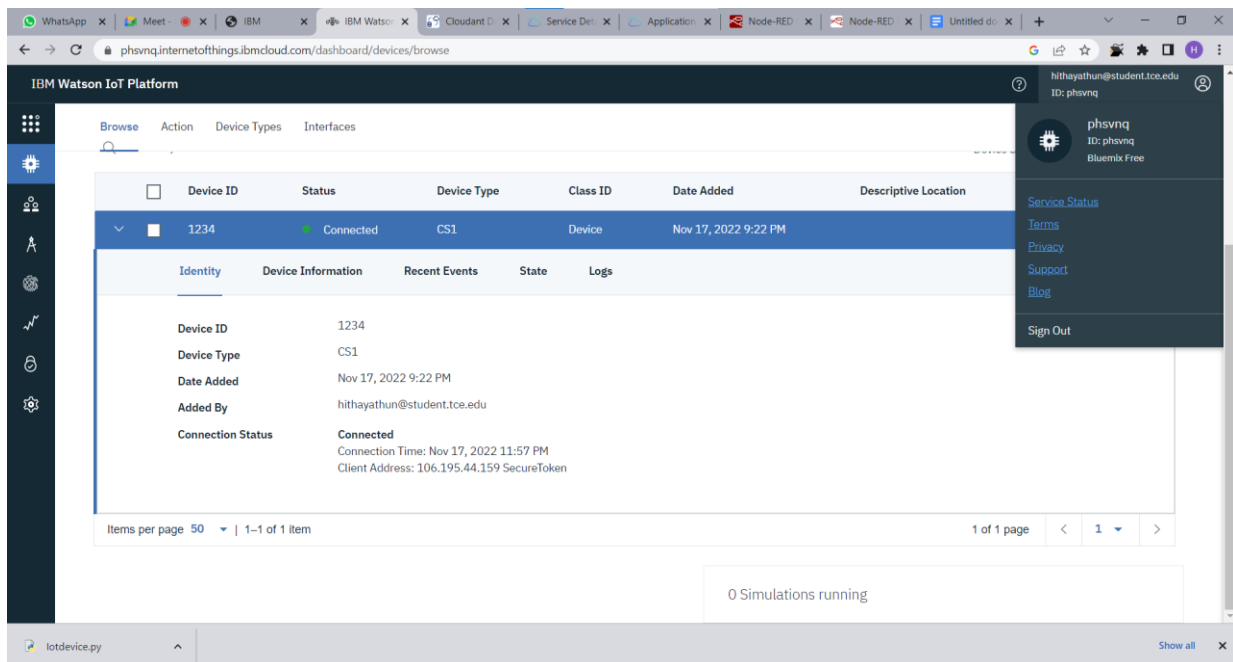 WhatsApp
Meet -
IBM
IBM Watson
Cloudant D
Service Det
Application
Node-RED
Node-RED
Untitled do
phsvnq.internetofthings.ibmcloud.com/dashboard/devices/browse
G
H
IBM Watson IoT Platform
hithayathun@student.tce.edu
ID: phsvnq
Browse Action Device Types Interfaces
phsvnq
ID: phsvnq
Bluemix Free
Service Status
Terms
Privacy
Support
Blog
Sign Out
Device ID Status Device Type Class ID Date Added Descriptive Location
1234 Connected CS1 Device Nov 17, 2022 9:22 PM
Identity Device Information Recent Events State Logs
Device ID 1234
Device Type CS1
Date Added Nov 17, 2022 9:22 PM
Added By hithayathun@student.tce.edu
Connection Status Connected
Connection Time: Nov 17, 2022 11:57 PM
Client Address: 106.195.44.159 SecureToken
Items per page 50 | 1–1 of 1 item 1 of 1 page < 1 >
0 Simulations running
Iotdevice.py Show all